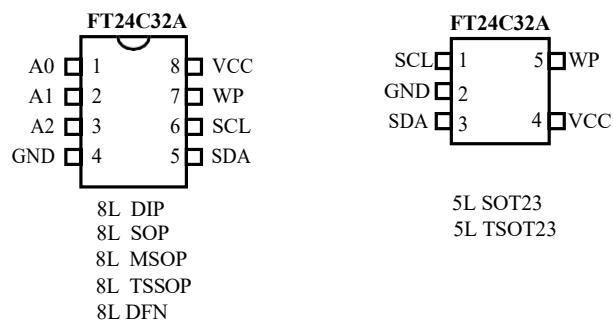 FT24C32A
A0 1 8 VCC
A1 2 7 WP
A2 3 6 SCL
GND 4 5 SDA
8L DIP
8L SOP
8L MSOP
8L TSSOP
8L DFN
FT24C32A
SCL 1 5 WP
GND 2
SDA 3 4 VCC
5L SOT23
5L TSOT23